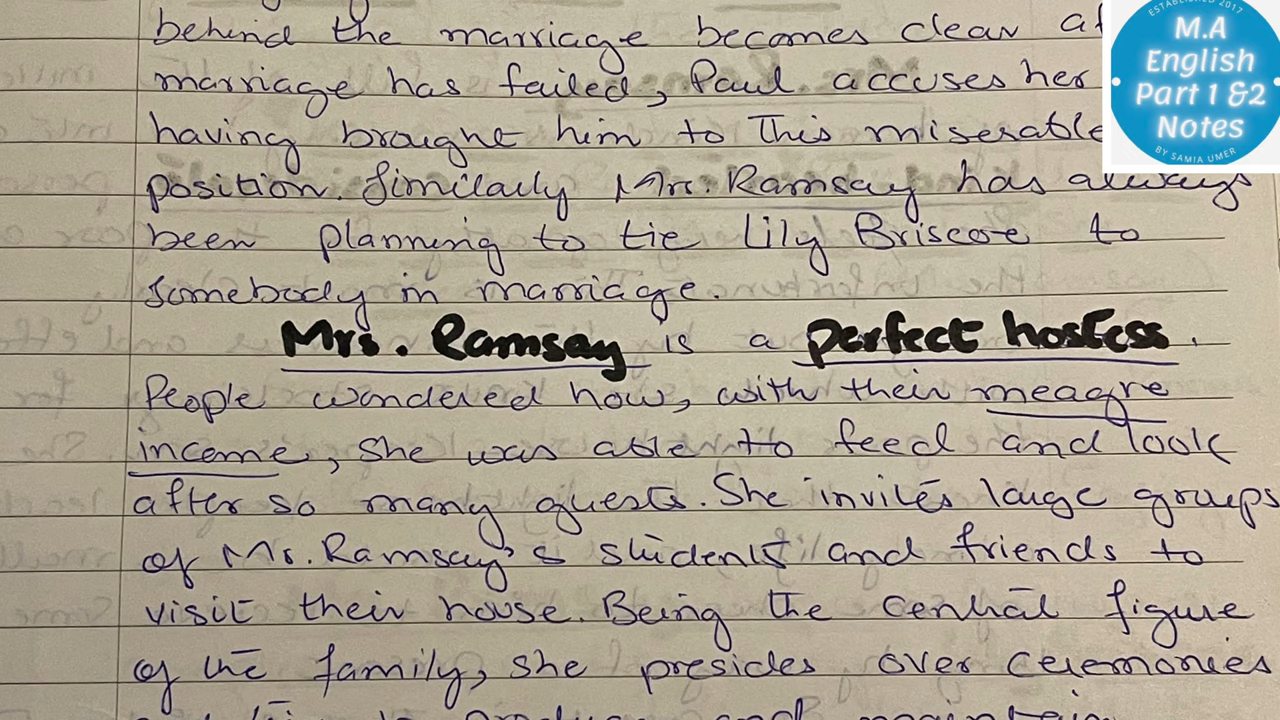 behind the marriage becomes clear af
marriage has failed, Paul accuses her
having brought him to this miserable
position. Similarly Mrs. Ramsay has always
been planning to tie Lily Briscoe to
somebody in marriage.
Mrs. Ramsay is a perfect hostess.
People wondered how, with their meagre
income, she was able to feed and look
after so many guests. She invites large groups
of Mr. Ramsay's students and friends to
visit their house. Being the central figure
of the family, she presides over ceremonies
and maintain
ESTABLISHED 2017
M.A
English
Part 1 &2
Notes
BY SAMIA UMER